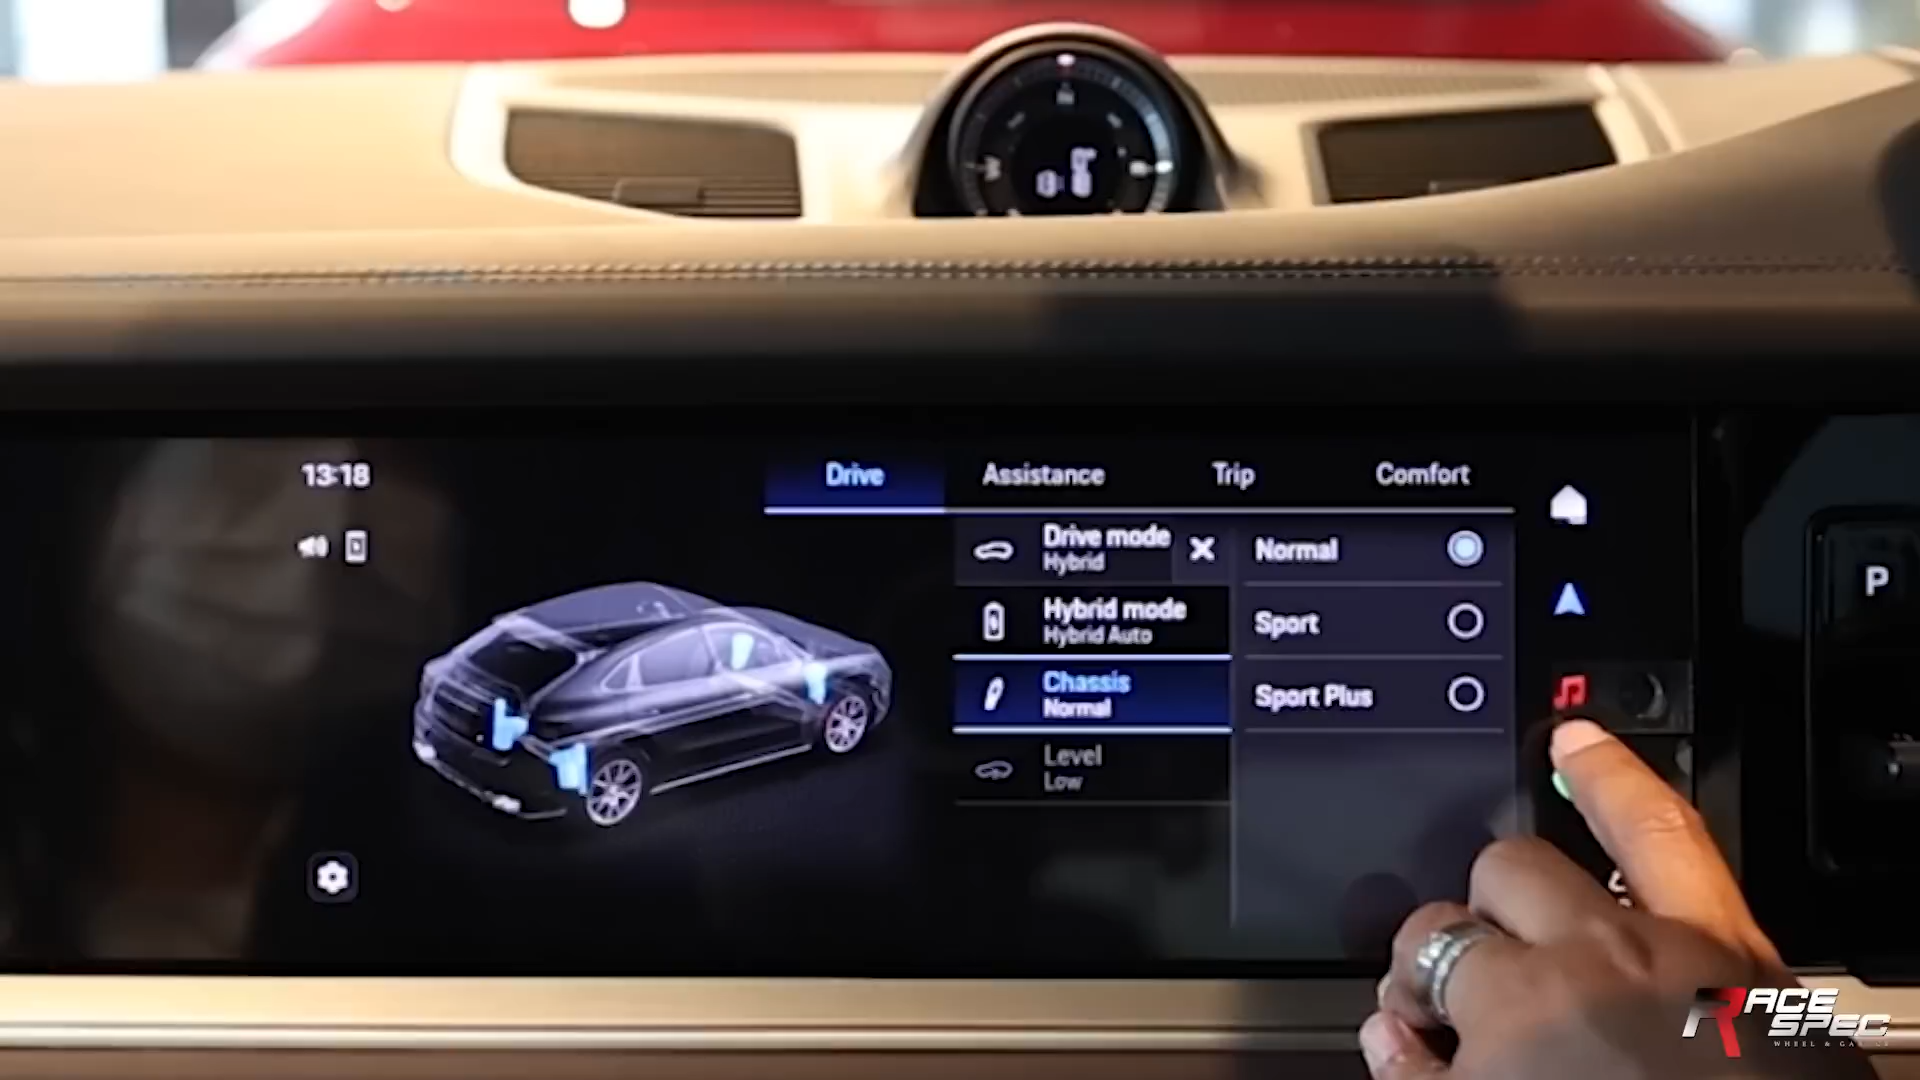 N
W
13:18
Drive Assistance Trip Comfort
Drive mode
Hybrid
Normal
Hybrid mode
Hybrid Auto
Sport
Chassis
Normal
Sport Plus
Level
Low
P
RACE
SPEC